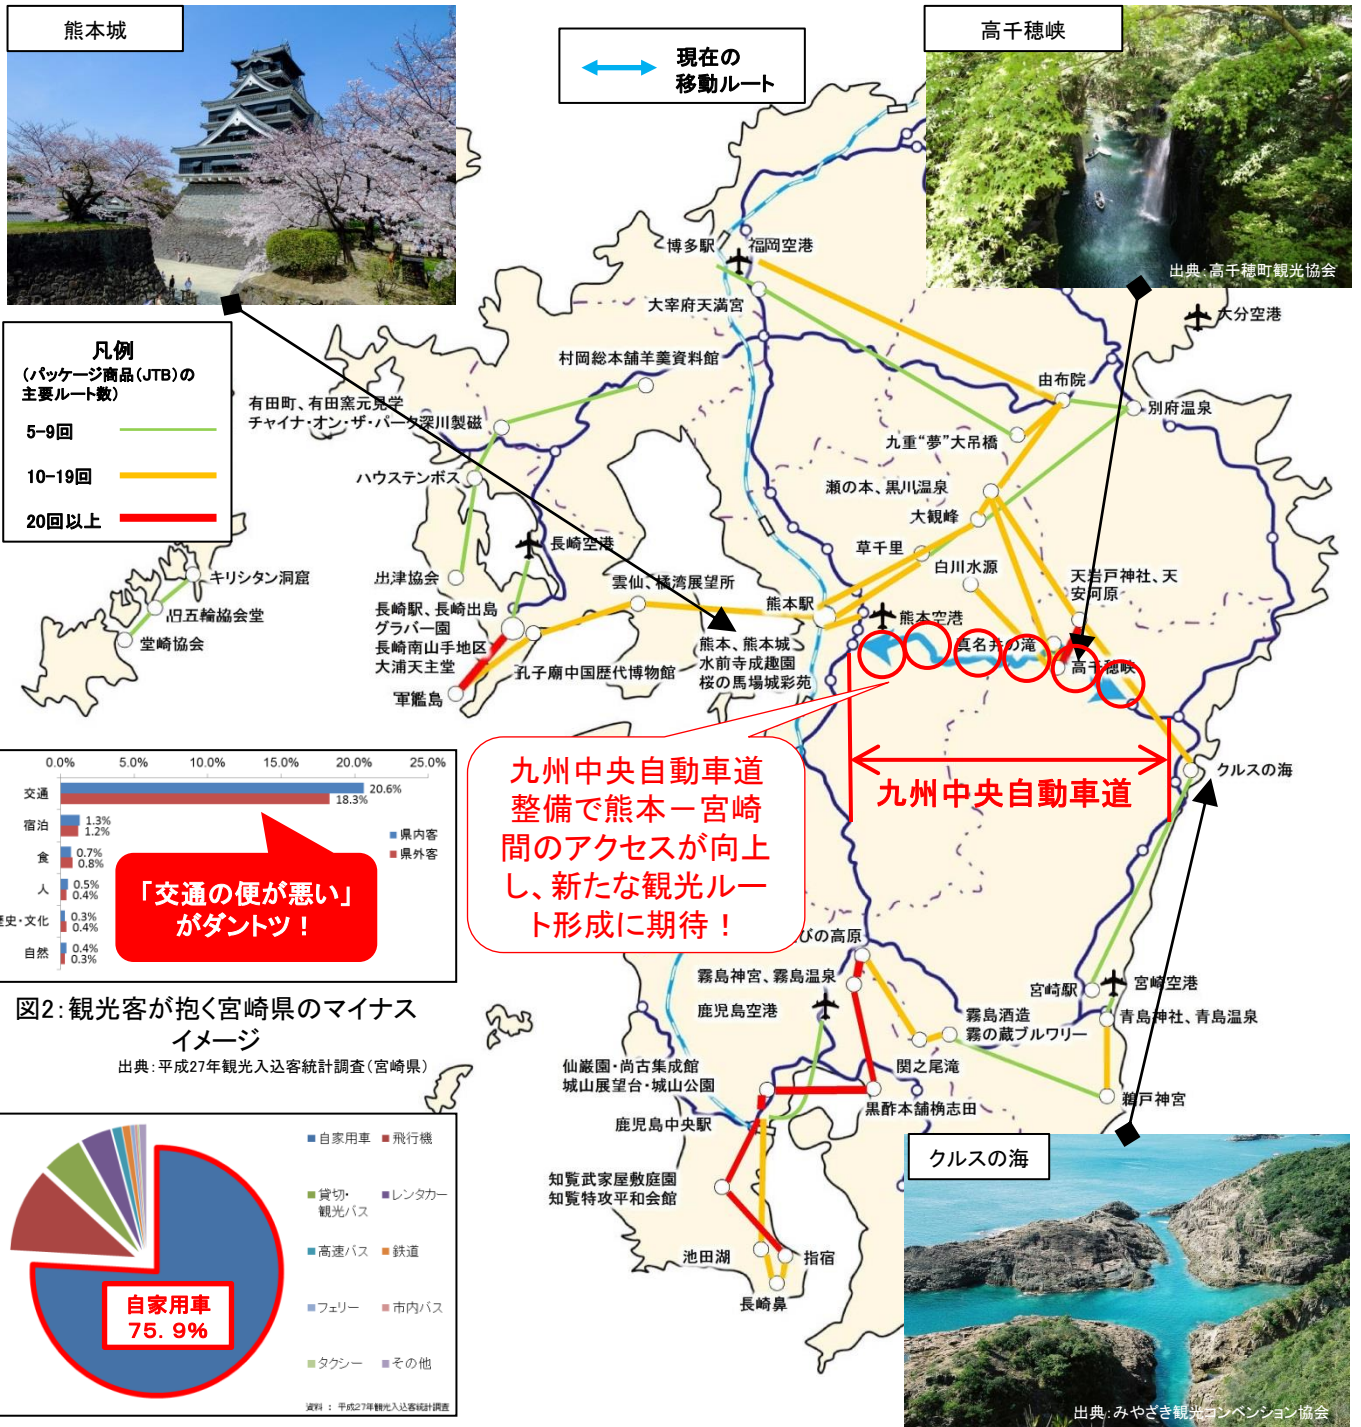 熊本城
現在の
移動ルート
高千穂峡
出典：高千穂町観光協会
凡例
（パッケージ商品（JTB）の
主要ルート数）
5-9回
10-19回
20回以上
博多駅
福岡空港
大宰府天満宮
大分空港
村岡総本舗羊羹資料館
由布院
別府温泉
有田町、有田窯元見学
チャイナ・オン・ザ・パーク深川製磁
九重“夢”大吊橋
ハウステンボス
瀬の本、黒川温泉
大観峰
長崎空港
草千里
白川水源
キリシタン洞窟
出津協会
雲仙、橘湾展望所
天岩戸神社、天
安河原
旧五輪協会堂
長崎駅、長崎出島
グラバー園
長崎南山手地区
大浦天主堂
熊本駅
熊本空港
堂崎協会
孔子廟中国歴代博物館
熊本、熊本城
水前寺成趣園
桜の馬場城彩苑
真名井の滝
高千穂峡
軍艦島
九州中央自動車道
整備で熊本－宮崎
間のアクセスが向上
し、新たな観光ルー
ト形成に期待！
九州中央自動車道
クルスの海
0.0% 5.0% 10.0% 15.0% 20.0% 25.0%
交通 20.6%
18.3%
宿泊 1.3%
1.2%
食 0.7%
0.8%
人 0.5%
0.4%
歴史・文化 0.3%
0.4%
自然 0.4%
0.3%
県内客
県外客
「交通の便が悪い」
がダントツ！
図2：観光客が抱く宮崎県のマイナス
イメージ
出典：平成27年観光入込客統計調査（宮崎県）
びの高原
霧島神宮、霧島温泉
鹿児島空港
宮崎駅
宮崎空港
青島神社、青島温泉
霧島酒造
霧の蔵ブルワリー
関之尾滝
仙巌園・尚古集成館
城山展望台・城山公園
黒酢本舗桷志田
鵜戸神宮
鹿児島中央駅
知覧武家屋敷庭園
知覧特攻平和会館
池田湖
指宿
長崎鼻
自家用車 飛行機
貸切・
観光バス
レンタカー
高速バス 鉄道
フェリー 市内バス
タクシー その他
自家用車
75.9%
資料 ： 平成27年観光入込客統計調査
クルスの海
出典：みやざき観光コンベンション協会